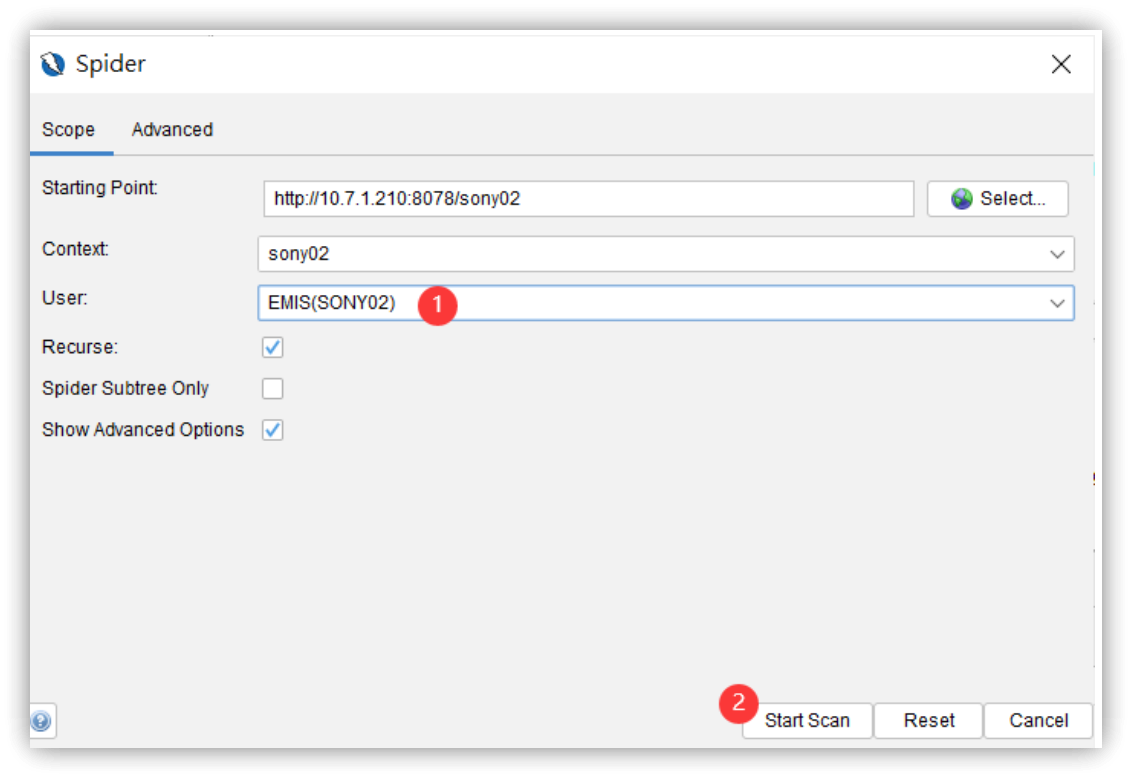 Spider
Scope Advanced
Starting Point: http://10.7.1.210:8078/sony02 Select...
Context: sony02
User: EMIS(SONY02) 1
Recurse:
Spider Subtree Only
Show Advanced Options
2 Start Scan Reset Cancel